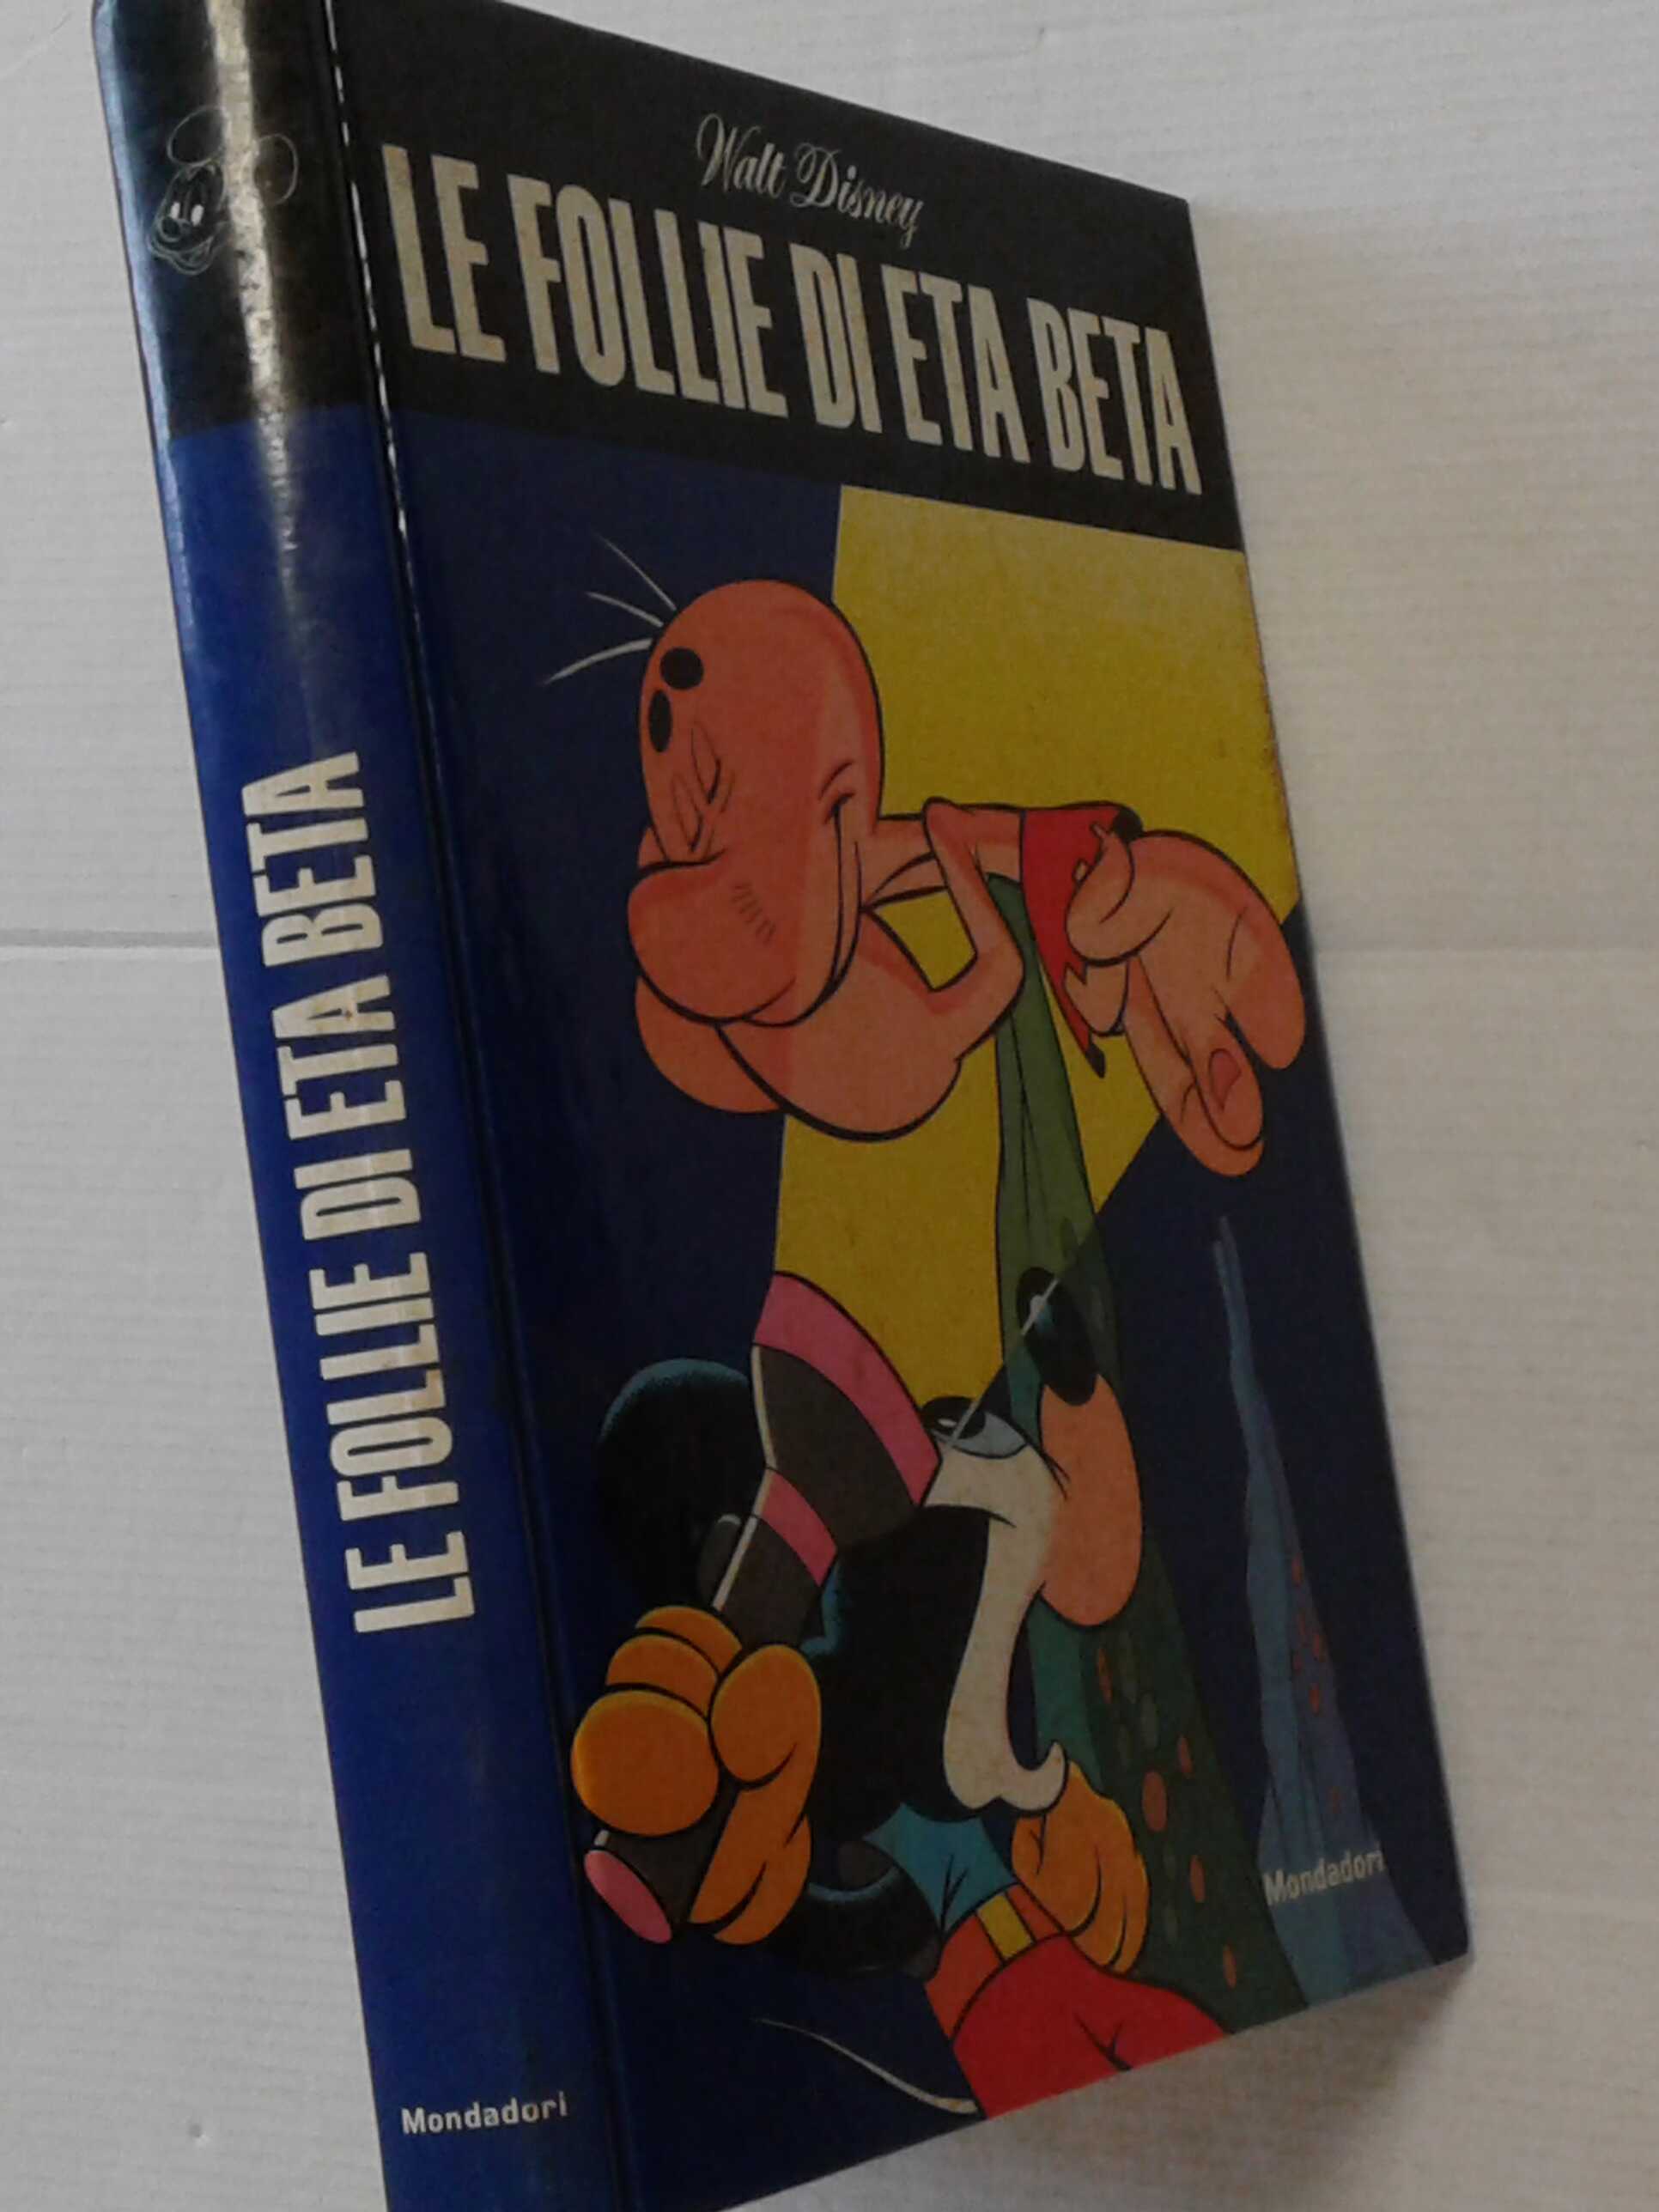 Walt Disney
LE FOLLIE DI ETA BETA
Mondadori
LE FOLLIE DI ETA BETA
Mondadori